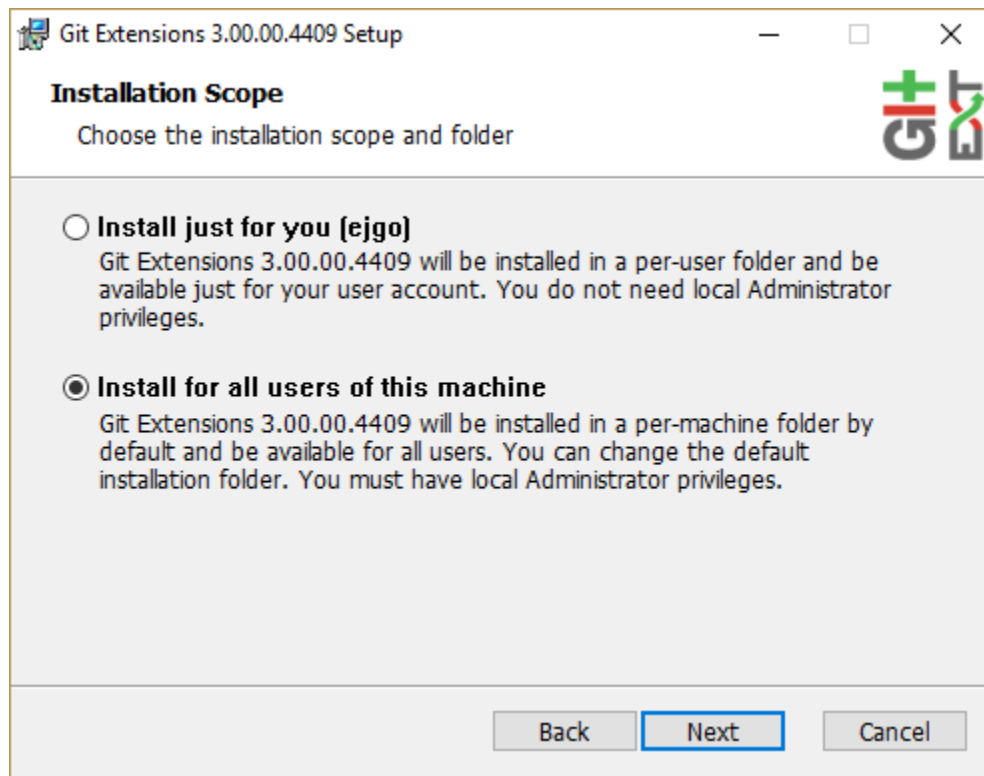 Git Extensions 3.00.00.4409 Setup
Installation Scope
Choose the installation scope and folder
Git
EXT
Install just for you (ejgo)
Git Extensions 3.00.00.4409 will be installed in a per-user folder and be
available just for your user account. You do not need local Administrator
privileges.
Install for all users of this machine
Git Extensions 3.00.00.4409 will be installed in a per-machine folder by
default and be available for all users. You can change the default
installation folder. You must have local Administrator privileges.
Back Next Cancel